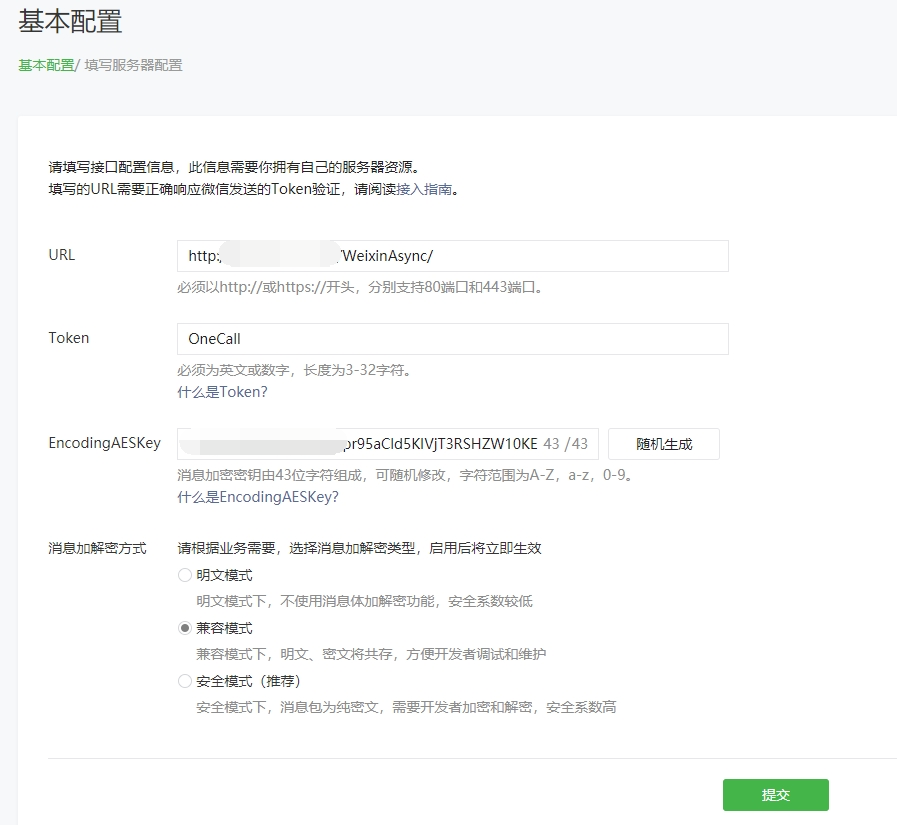 基本配置
基本配置/ 填写服务器配置
请填写接口配置信息，此信息需要你拥有自己的服务器资源。
填写的URL需要正确响应微信发送的Token验证，请阅读接入指南。
URL
http:/ /WeixinAsync/
必须以http://或https://开头，分别支持80端口和443端口。
Token
OneCall
必须为英文或数字，长度为3-32字符。
什么是Token?
EncodingAESKey
pr95aCld5KlVjT3RSHZW10KE 43 /43
随机生成
消息加密密钥由43位字符组成，可随机修改，字符范围为A-Z，a-z，0-9。
什么是EncodingAESKey?
消息加解密方式
请根据业务需要，选择消息加解密类型，启用后将立即生效
明文模式
明文模式下，不使用消息体加解密功能，安全系数较低
兼容模式
兼容模式下，明文、密文将共存，方便开发者调试和维护
安全模式（推荐）
安全模式下，消息包为纯密文，需要开发者加密和解密，安全系数高
提交